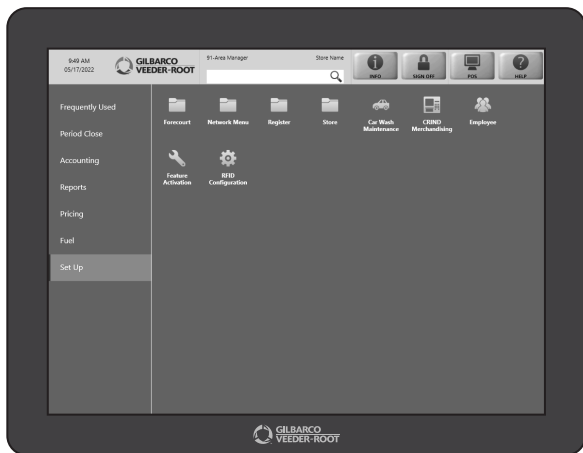 9:49 AM
05/17/2022
GILBARCO
VEEDER-ROOT
91-Area Manager
Store Name
INFO
SIGN OFF
POS
HELP
Frequently Used
Period Close
Accounting
Reports
Pricing
Fuel
Set Up
Forecourt
Network Menu
Register
Store
Car Wash
Maintenance
CRIND
Merchandising
Employee
Feature
Activation
RFID
Configuration
GILBARCO
VEEDER-ROOT